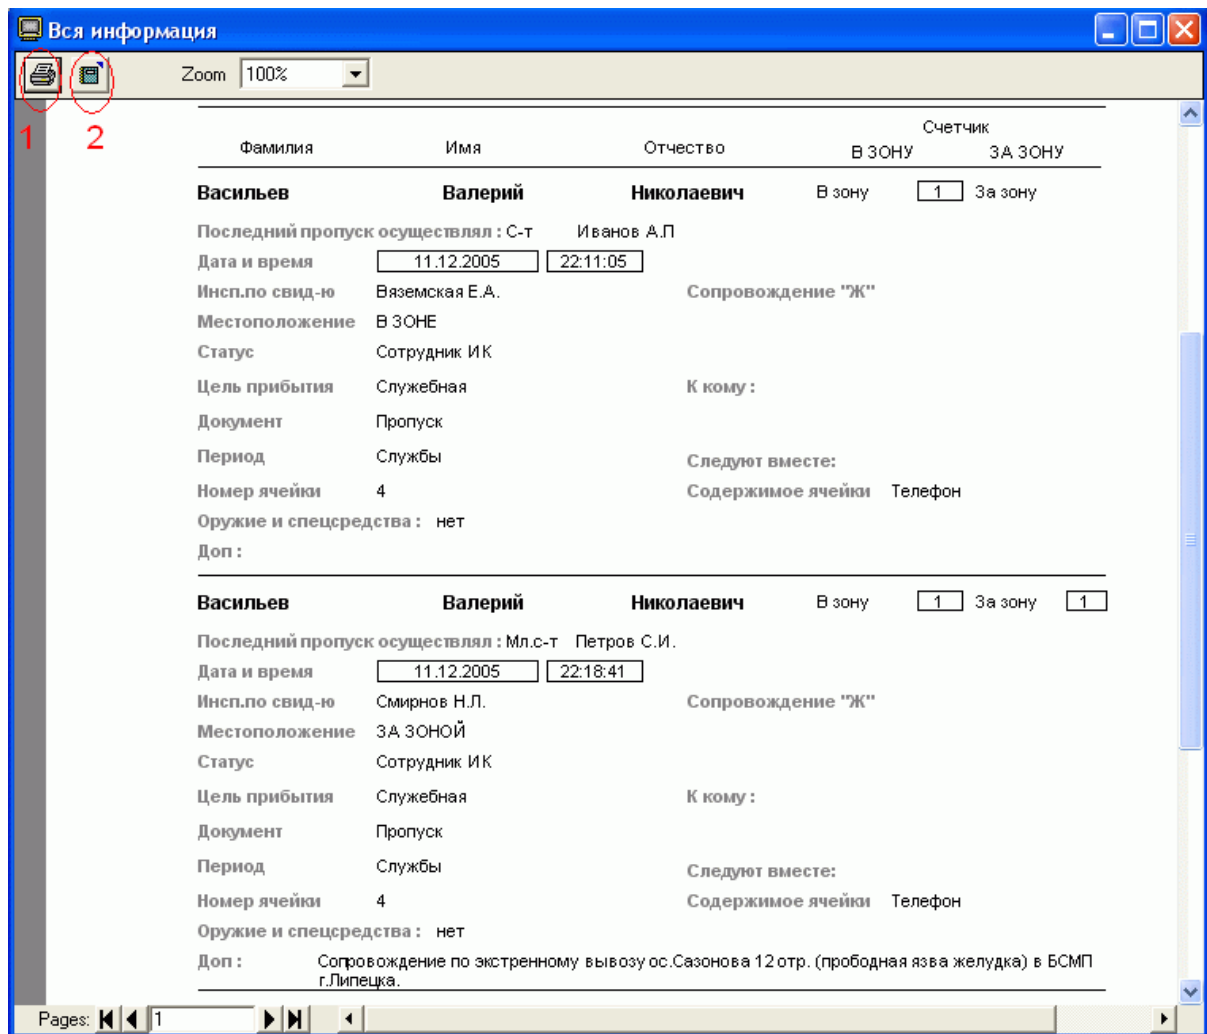 Вся информация
Zoom 100%
1 2
Счетчик
Фамилия Имя Отчество В ЗОНУ ЗА ЗОНУ
Васильев Валерий Николаевич В зону 1 За зону
Последний пропуск осуществлял : С-т Иванов А.П
Дата и время 11.12.2005 22:11:05
Инсп.по свид-ю Вяземская Е.А. Сопровождение "Ж"
Местоположение В ЗОНЕ
Статус Сотрудник ИК
Цель прибытия Служебная К кому :
Документ Пропуск
Период Службы Следуют вместе:
Номер ячейки 4 Содержимое ячейки Телефон
Оружие и спецсредства : нет
Доп :
Васильев Валерий Николаевич В зону 1 За зону 1
Последний пропуск осуществлял : Мл.с-т Петров С.И.
Дата и время 11.12.2005 22:18:41
Инсп.по свид-ю Смирнов Н.Л. Сопровождение "Ж"
Местоположение ЗА ЗОНОЙ
Статус Сотрудник ИК
Цель прибытия Служебная К кому :
Документ Пропуск
Период Службы Следуют вместе:
Номер ячейки 4 Содержимое ячейки Телефон
Оружие и спецсредства : нет
Доп : Сопровождение по экстренному вывозу ос.Сазонова 12 отр. (прободная язва желудка) в БСМП
г.Липецка.
Pages: 1